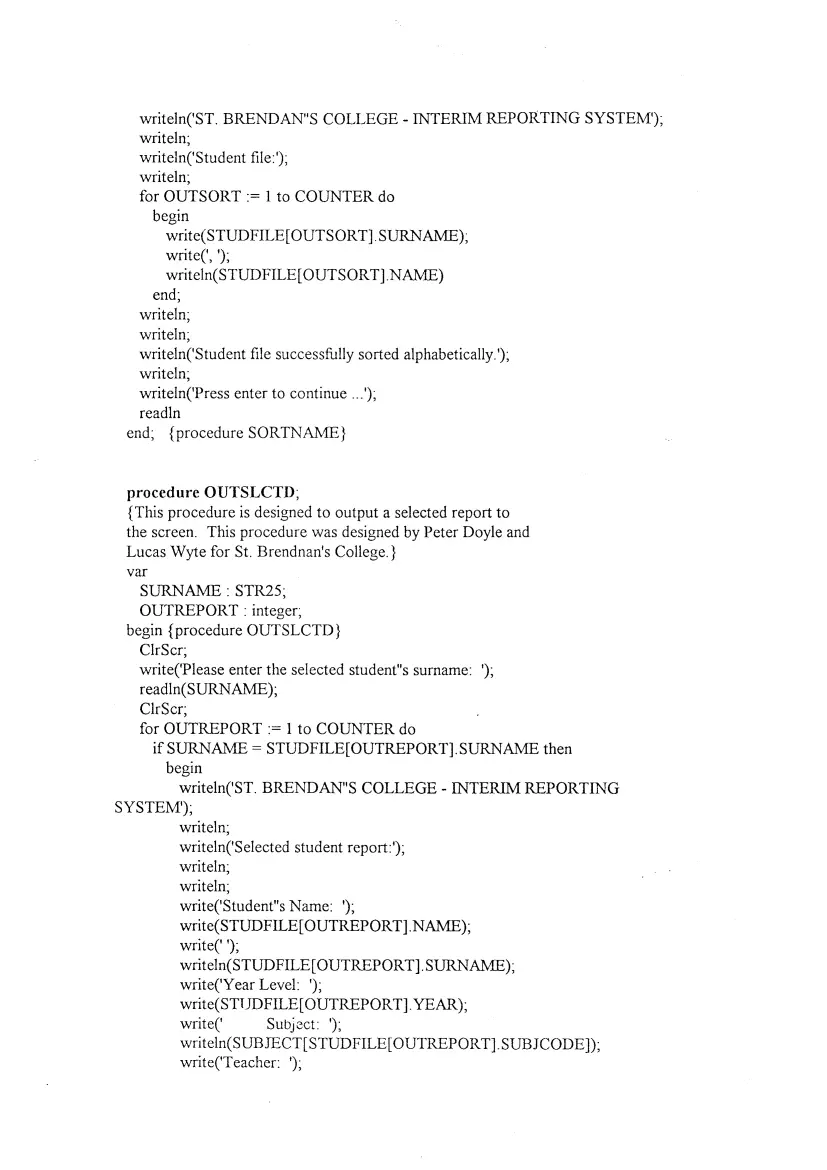 writeln('ST. BRENDAN"S COLLEGE - INTERIM REPORTING SYSTEM');
writeln;
writeln('Student file:');
writeln;
for OUTSORT := 1 to COUNTER do
begin
write(STUDFILE[OUTSORT].SURNAME);
write(', ');
writeln(STUDFILE[OUTSORT].NAME)
end;
writeln;
writeln;
writeln('Student file successfully sorted alphabetically.');
writeln;
writeln('Press enter to continue ...');
readln
end; {procedure SORTNAME}
procedure OUTSLCTD;
{This procedure is designed to output a selected report to
the screen. This procedure was designed by Peter Doyle and
Lucas Wyte for St. Brendnan's College.}
var
SURNAME : STR25;
OUTREPORT : integer;
begin {procedure OUTSLCTD}
ClrScr;
write('Please enter the selected student"s surname: ');
readln(SURNAME);
ClrScr;
for OUTREPORT := 1 to COUNTER do
if SURNAME = STUDFILE[OUTREPORT].SURNAME then
begin
writeln('ST. BRENDAN"S COLLEGE - INTERIM REPORTING
SYSTEM');
writeln;
writeln('Selected student report:');
writeln;
writeln;
write('Student"s Name: ');
write(STUDFILE[OUTREPORT].NAME);
write(' ');
writeln(STUDFILE[OUTREPORT].SURNAME);
write('Year Level: ');
write(STUDFILE[OUTREPORT].YEAR);
write(' Subject: ');
writeln(SUBJECT[STUDFILE[OUTREPORT].SUBJCODE]);
write('Teacher: ');